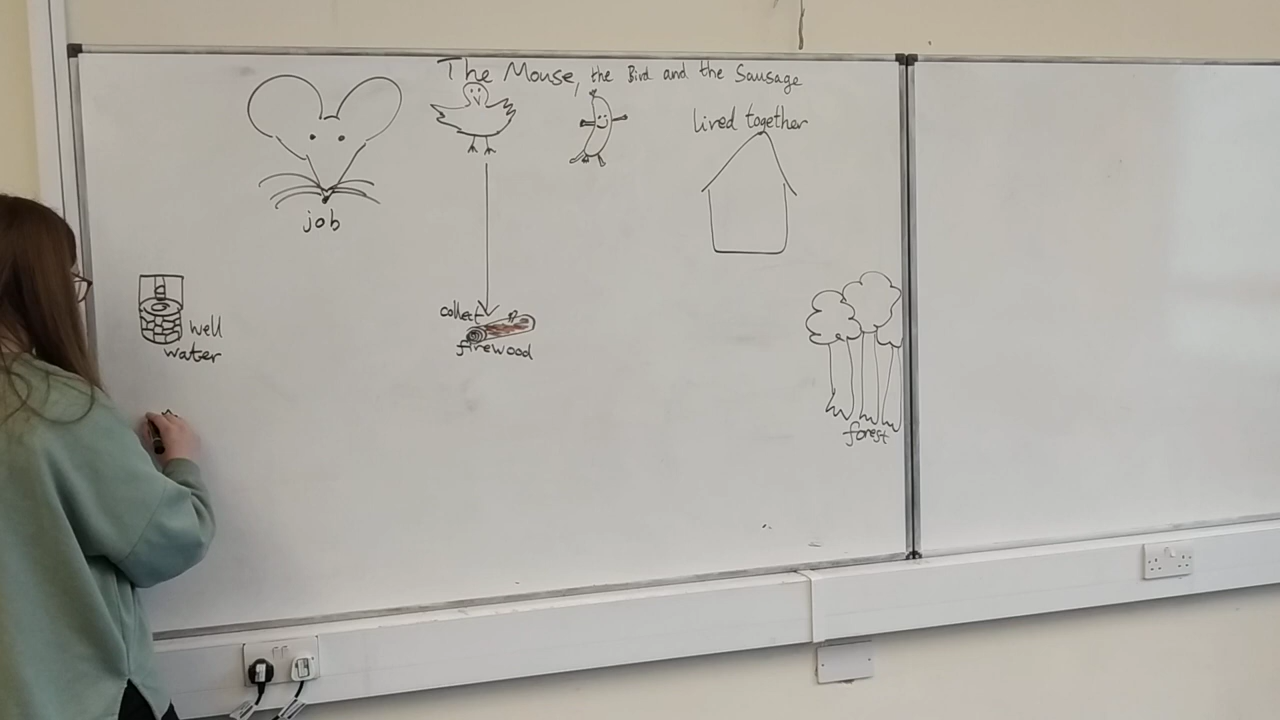 The Mouse, the Bird and the Sausage
lived together
job
collect
firewood
well
water
forest